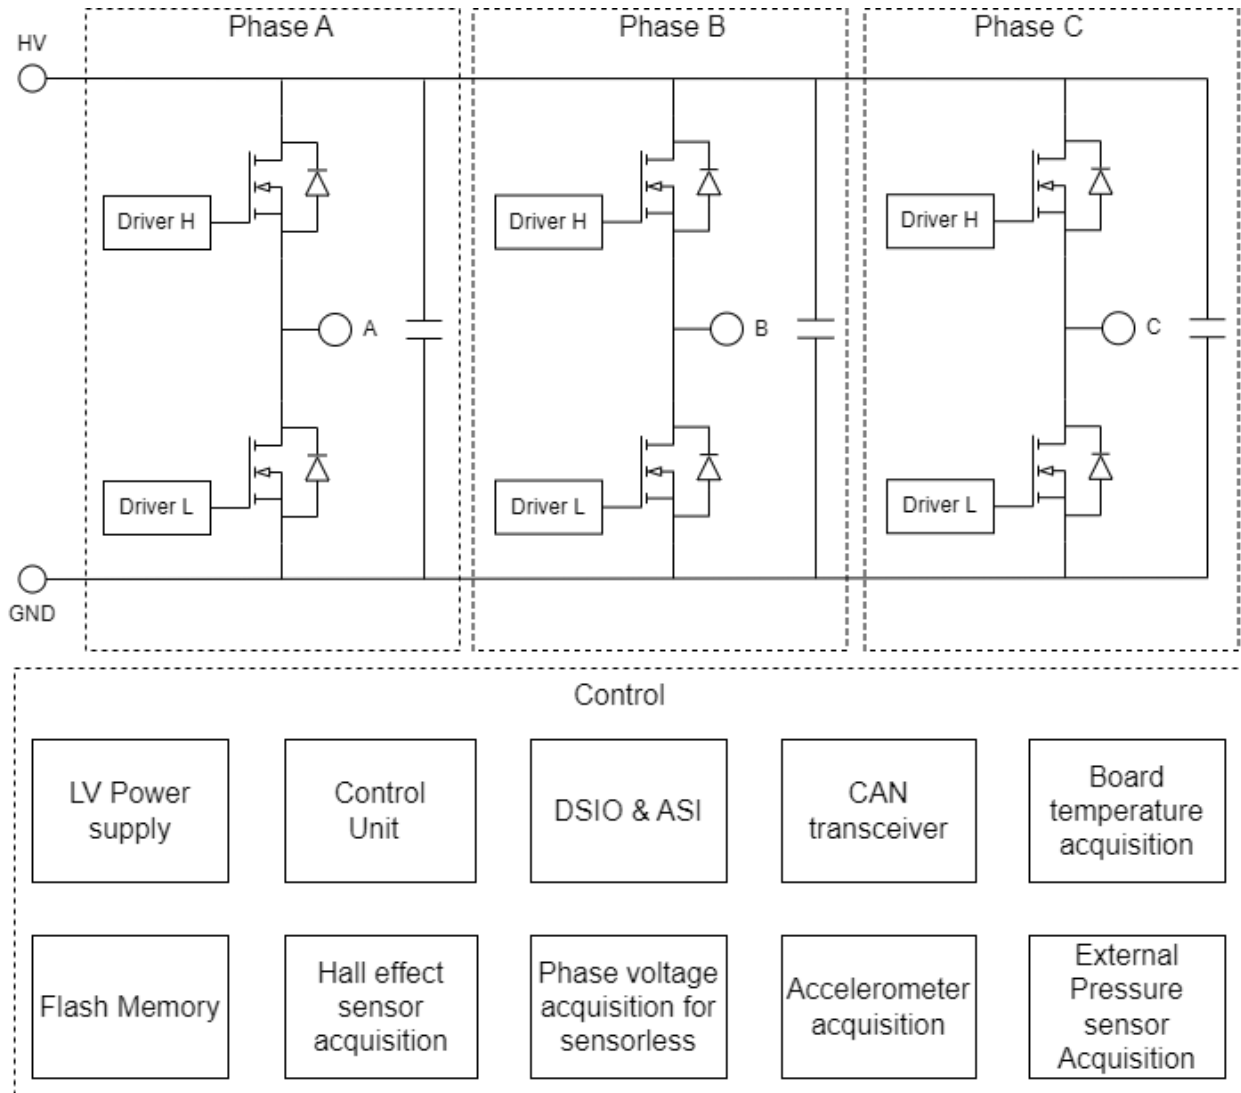 Phase A
Phase B
Phase C
HV
Driver H
Driver H
Driver H
A
B
C
Driver L
Driver L
Driver L
GND
Control
LV Power
supply
Control
Unit
DSIO & ASI
CAN
transceiver
Board
temperature
acquisition
Flash Memory
Hall effect
sensor
acquisition
Phase voltage
acquisition for
sensorless
Accelerometer
acquisition
External
Pressure
sensor
Acquisition